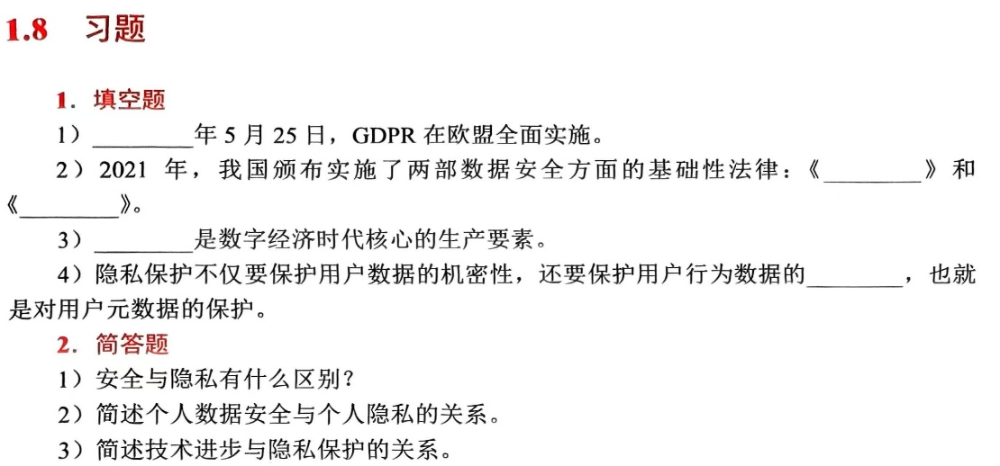 1.8 习题
1. 填空题
1）________年 5 月 25 日，GDPR 在欧盟全面实施。
2）2021 年，我国颁布实施了两部数据安全方面的基础性法律：《________》和
《________》。
3）________是数字经济时代核心的生产要素。
4）隐私保护不仅要保护用户数据的机密性，还要保护用户行为数据的________，也就
是对用户元数据的保护。
2. 简答题
1）安全与隐私有什么区别？
2）简述个人数据安全与个人隐私的关系。
3）简述技术进步与隐私保护的关系。